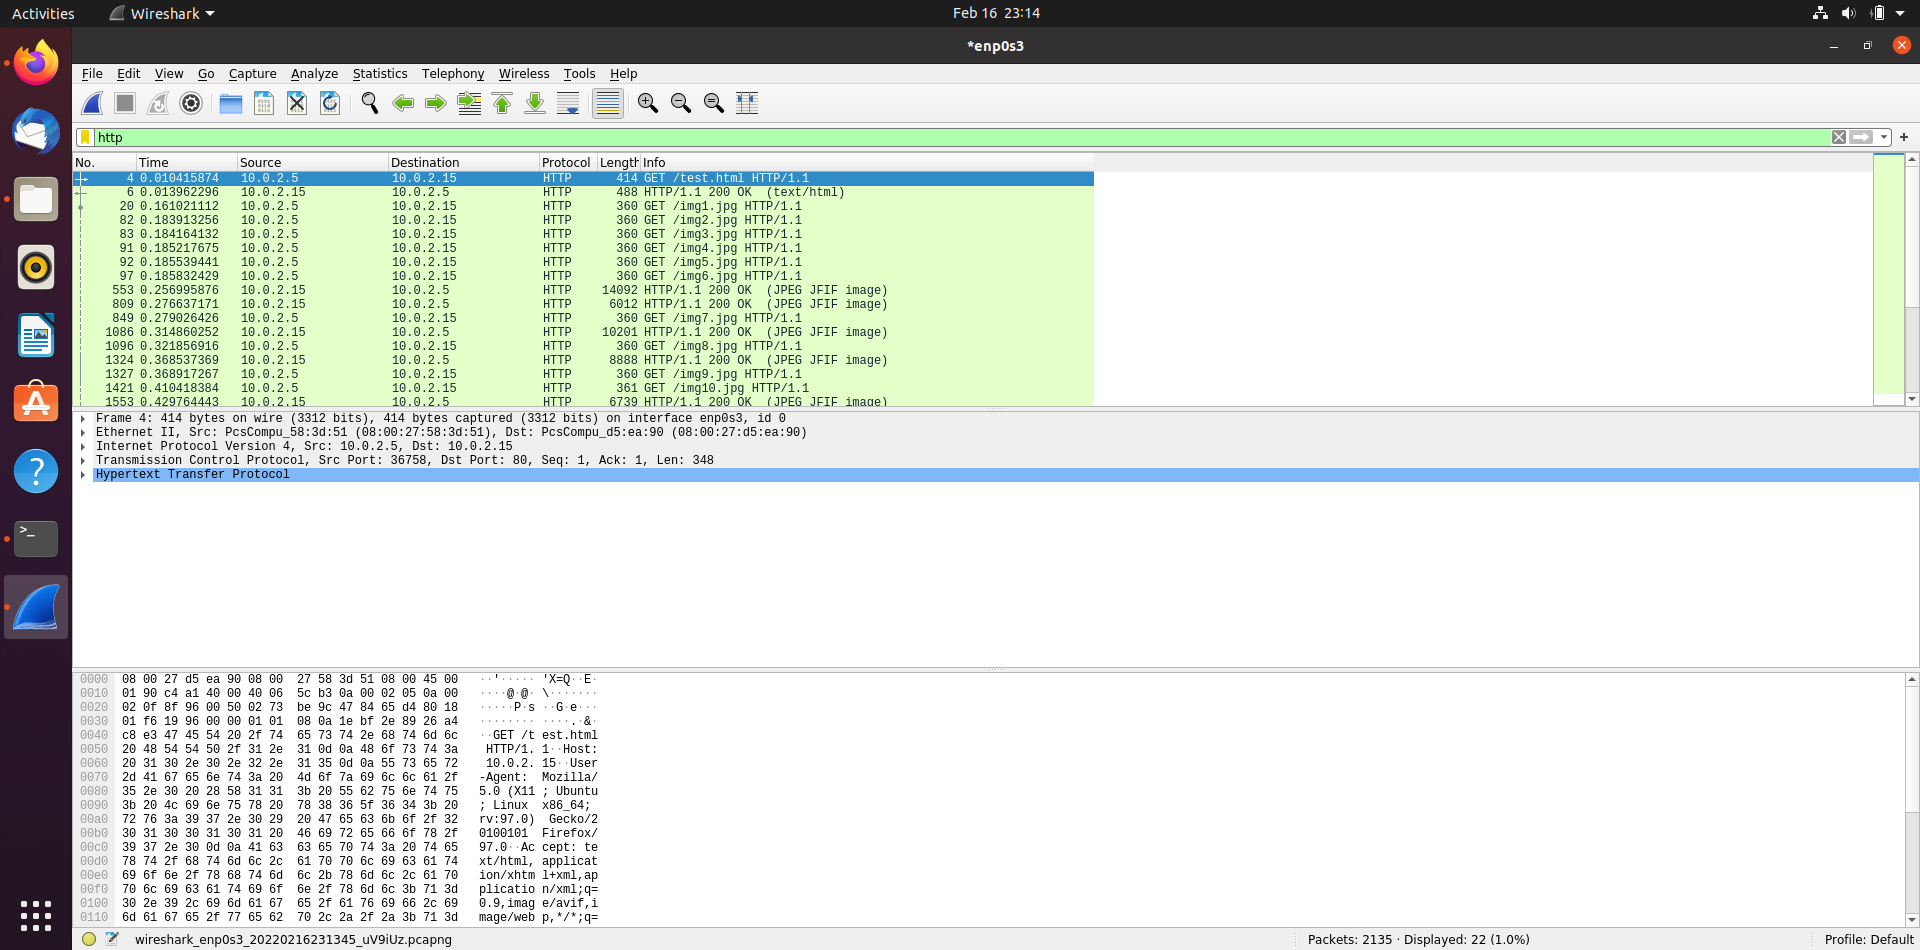 Activities Wireshark Feb 16 23:14
*enp0s3
File Edit View Go Capture Analyze Statistics Telephony Wireless Tools Help
http
No. Time Source Destination Protocol Length Info
4 0.010415874 10.0.2.5 10.0.2.15 HTTP 414 GET /test.html HTTP/1.1
6 0.013962296 10.0.2.15 10.0.2.5 HTTP 488 HTTP/1.1 200 OK (text/html)
20 0.161021112 10.0.2.5 10.0.2.15 HTTP 360 GET /img1.jpg HTTP/1.1
82 0.183913256 10.0.2.5 10.0.2.15 HTTP 360 GET /img2.jpg HTTP/1.1
83 0.184164132 10.0.2.5 10.0.2.15 HTTP 360 GET /img3.jpg HTTP/1.1
91 0.185217675 10.0.2.5 10.0.2.15 HTTP 360 GET /img4.jpg HTTP/1.1
92 0.185539441 10.0.2.5 10.0.2.15 HTTP 360 GET /img5.jpg HTTP/1.1
97 0.185832429 10.0.2.5 10.0.2.15 HTTP 360 GET /img6.jpg HTTP/1.1
553 0.256995876 10.0.2.15 10.0.2.5 HTTP 14092 HTTP/1.1 200 OK (JPEG JFIF image)
809 0.276637171 10.0.2.15 10.0.2.5 HTTP 6012 HTTP/1.1 200 OK (JPEG JFIF image)
849 0.279026426 10.0.2.5 10.0.2.15 HTTP 360 GET /img7.jpg HTTP/1.1
1086 0.314860252 10.0.2.15 10.0.2.5 HTTP 10201 HTTP/1.1 200 OK (JPEG JFIF image)
1096 0.321856916 10.0.2.5 10.0.2.15 HTTP 360 GET /img8.jpg HTTP/1.1
1324 0.368537369 10.0.2.15 10.0.2.5 HTTP 8888 HTTP/1.1 200 OK (JPEG JFIF image)
1327 0.368917267 10.0.2.5 10.0.2.15 HTTP 360 GET /img9.jpg HTTP/1.1
1421 0.410418384 10.0.2.5 10.0.2.15 HTTP 361 GET /img10.jpg HTTP/1.1
1553 0.429764443 10.0.2.15 10.0.2.5 HTTP 6739 HTTP/1.1 200 OK (JPEG JFIF image)
Frame 4: 414 bytes on wire (3312 bits), 414 bytes captured (3312 bits) on interface enp0s3, id 0
Ethernet II, Src: PcsCompu_58:3d:51 (08:00:27:58:3d:51), Dst: PcsCompu_d5:ea:90 (08:00:27:d5:ea:90)
Internet Protocol Version 4, Src: 10.0.2.5, Dst: 10.0.2.15
Transmission Control Protocol, Src Port: 36758, Dst Port: 80, Seq: 1, Ack: 1, Len: 348
Hypertext Transfer Protocol
0000 08 00 27 d5 ea 90 08 00 27 58 3d 51 08 00 45 00 ··'····· 'X=Q··E·
0010 01 90 c4 a1 40 00 40 06 5c b3 0a 00 02 05 0a 00 ····@·@· \·······
0020 02 0f 8f 96 00 50 02 73 be 9c 47 84 65 d4 80 18 ·····P·s ··G·e···
0030 01 f6 19 96 00 00 01 01 08 0a 1e bf 2e 89 26 a4 ········ ····.·&·
0040 c8 e3 47 45 54 20 2f 74 65 73 74 2e 68 74 6d 6c ··GET /t est.html
0050 20 48 54 54 50 2f 31 2e 31 0d 0a 48 6f 73 74 3a HTTP/1. 1··Host:
0060 20 31 30 2e 30 2e 32 2e 31 35 0d 0a 55 73 65 72 10.0.2. 15··User
0070 2d 41 67 65 6e 74 3a 20 4d 6f 7a 69 6c 6c 61 2f -Agent: Mozilla/
0080 35 2e 30 20 28 58 31 31 3b 20 55 62 75 6e 74 75 5.0 (X11 ; Ubuntu
0090 3b 20 4c 69 6e 75 78 20 78 38 36 5f 36 34 3b 20 ; Linux x86_64;
00a0 72 76 3a 39 37 2e 30 29 20 47 65 63 6b 6f 2f 32 rv:97.0) Gecko/2
00b0 30 31 30 30 31 30 31 20 46 69 72 65 66 6f 78 2f 0100101 Firefox/
00c0 39 37 2e 30 0d 0a 41 63 63 65 70 74 3a 20 74 65 97.0··Ac cept: te
00d0 78 74 2f 68 74 6d 6c 2c 61 70 70 6c 69 63 61 74 xt/html, applicat
00e0 69 6f 6e 2f 78 68 74 6d 6c 2b 78 6d 6c 2c 61 70 ion/xhtm l+xml,ap
00f0 70 6c 69 63 61 74 69 6f 6e 2f 78 6d 6c 3b 71 3d plicatio n/xml;q=
0100 30 2e 39 2c 69 6d 61 67 65 2f 61 76 69 66 2c 69 0.9,imag e/avif,i
0110 6d 61 67 65 2f 77 65 62 70 2c 2a 2f 2a 3b 71 3d mage/web p,*/*;q=
wireshark_enp0s3_20220216231345_uV9iUz.pcapng Packets: 2135 · Displayed: 22 (1.0%) Profile: Default